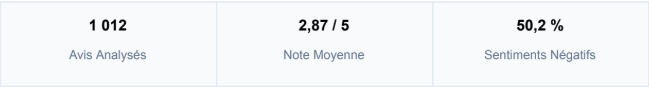 1 012
2,87 / 5
50,2 %
Avis Analysés
Note Moyenne
Sentiments Négatifs